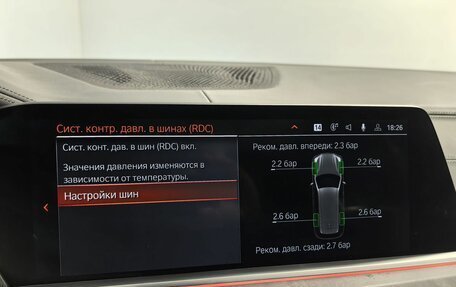 Сист. контр. давл. в шинах (RDC)
14
18:26
Сист. конт. дав. в шин (RDC) вкл.
Значения давления изменяются в
зависимости от температуры.
Настройки шин
Реком. давл. впереди: 2.3 бар
2.2 бар 2.2 бар
2.6 бар 2.6 бар
Реком. давл. сзади: 2.7 бар